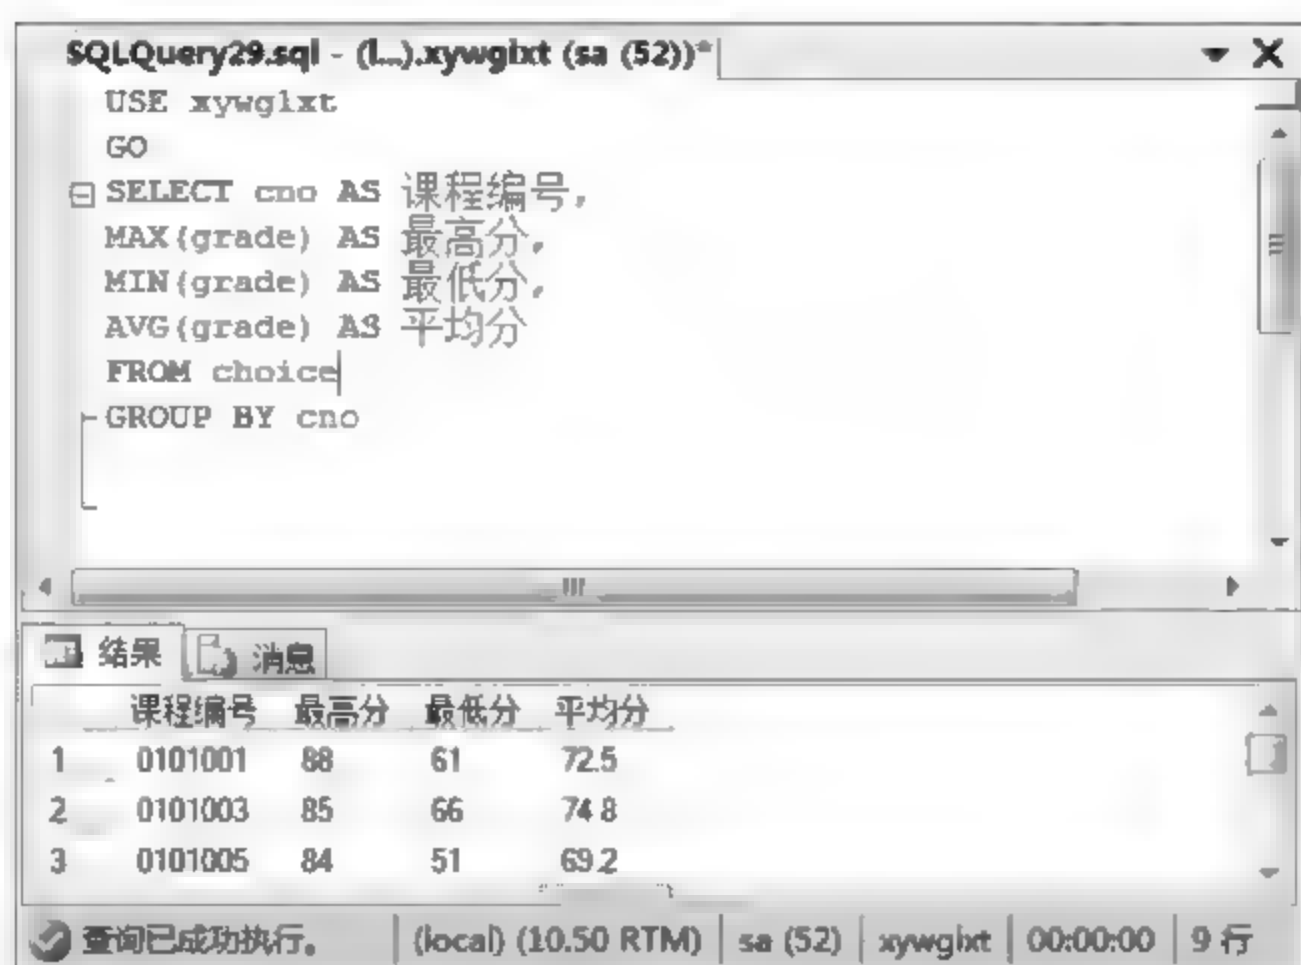 SQLQuery29.sql - (l...).xywglxt (sa (52))*
USE xywglxt
GO
SELECT cno AS 课程编号,
MAX(grade) AS 最高分,
MIN(grade) AS 最低分,
AVG(grade) AS 平均分
FROM choice
GROUP BY cno
结果 消息
课程编号 最高分 最低分 平均分
1 0101001 88 61 72.5
2 0101003 85 66 74.8
3 0101005 84 51 69.2
查询已成功执行。 (local) (10.50 RTM) sa (52) xywglxt 00:00:00 9 行